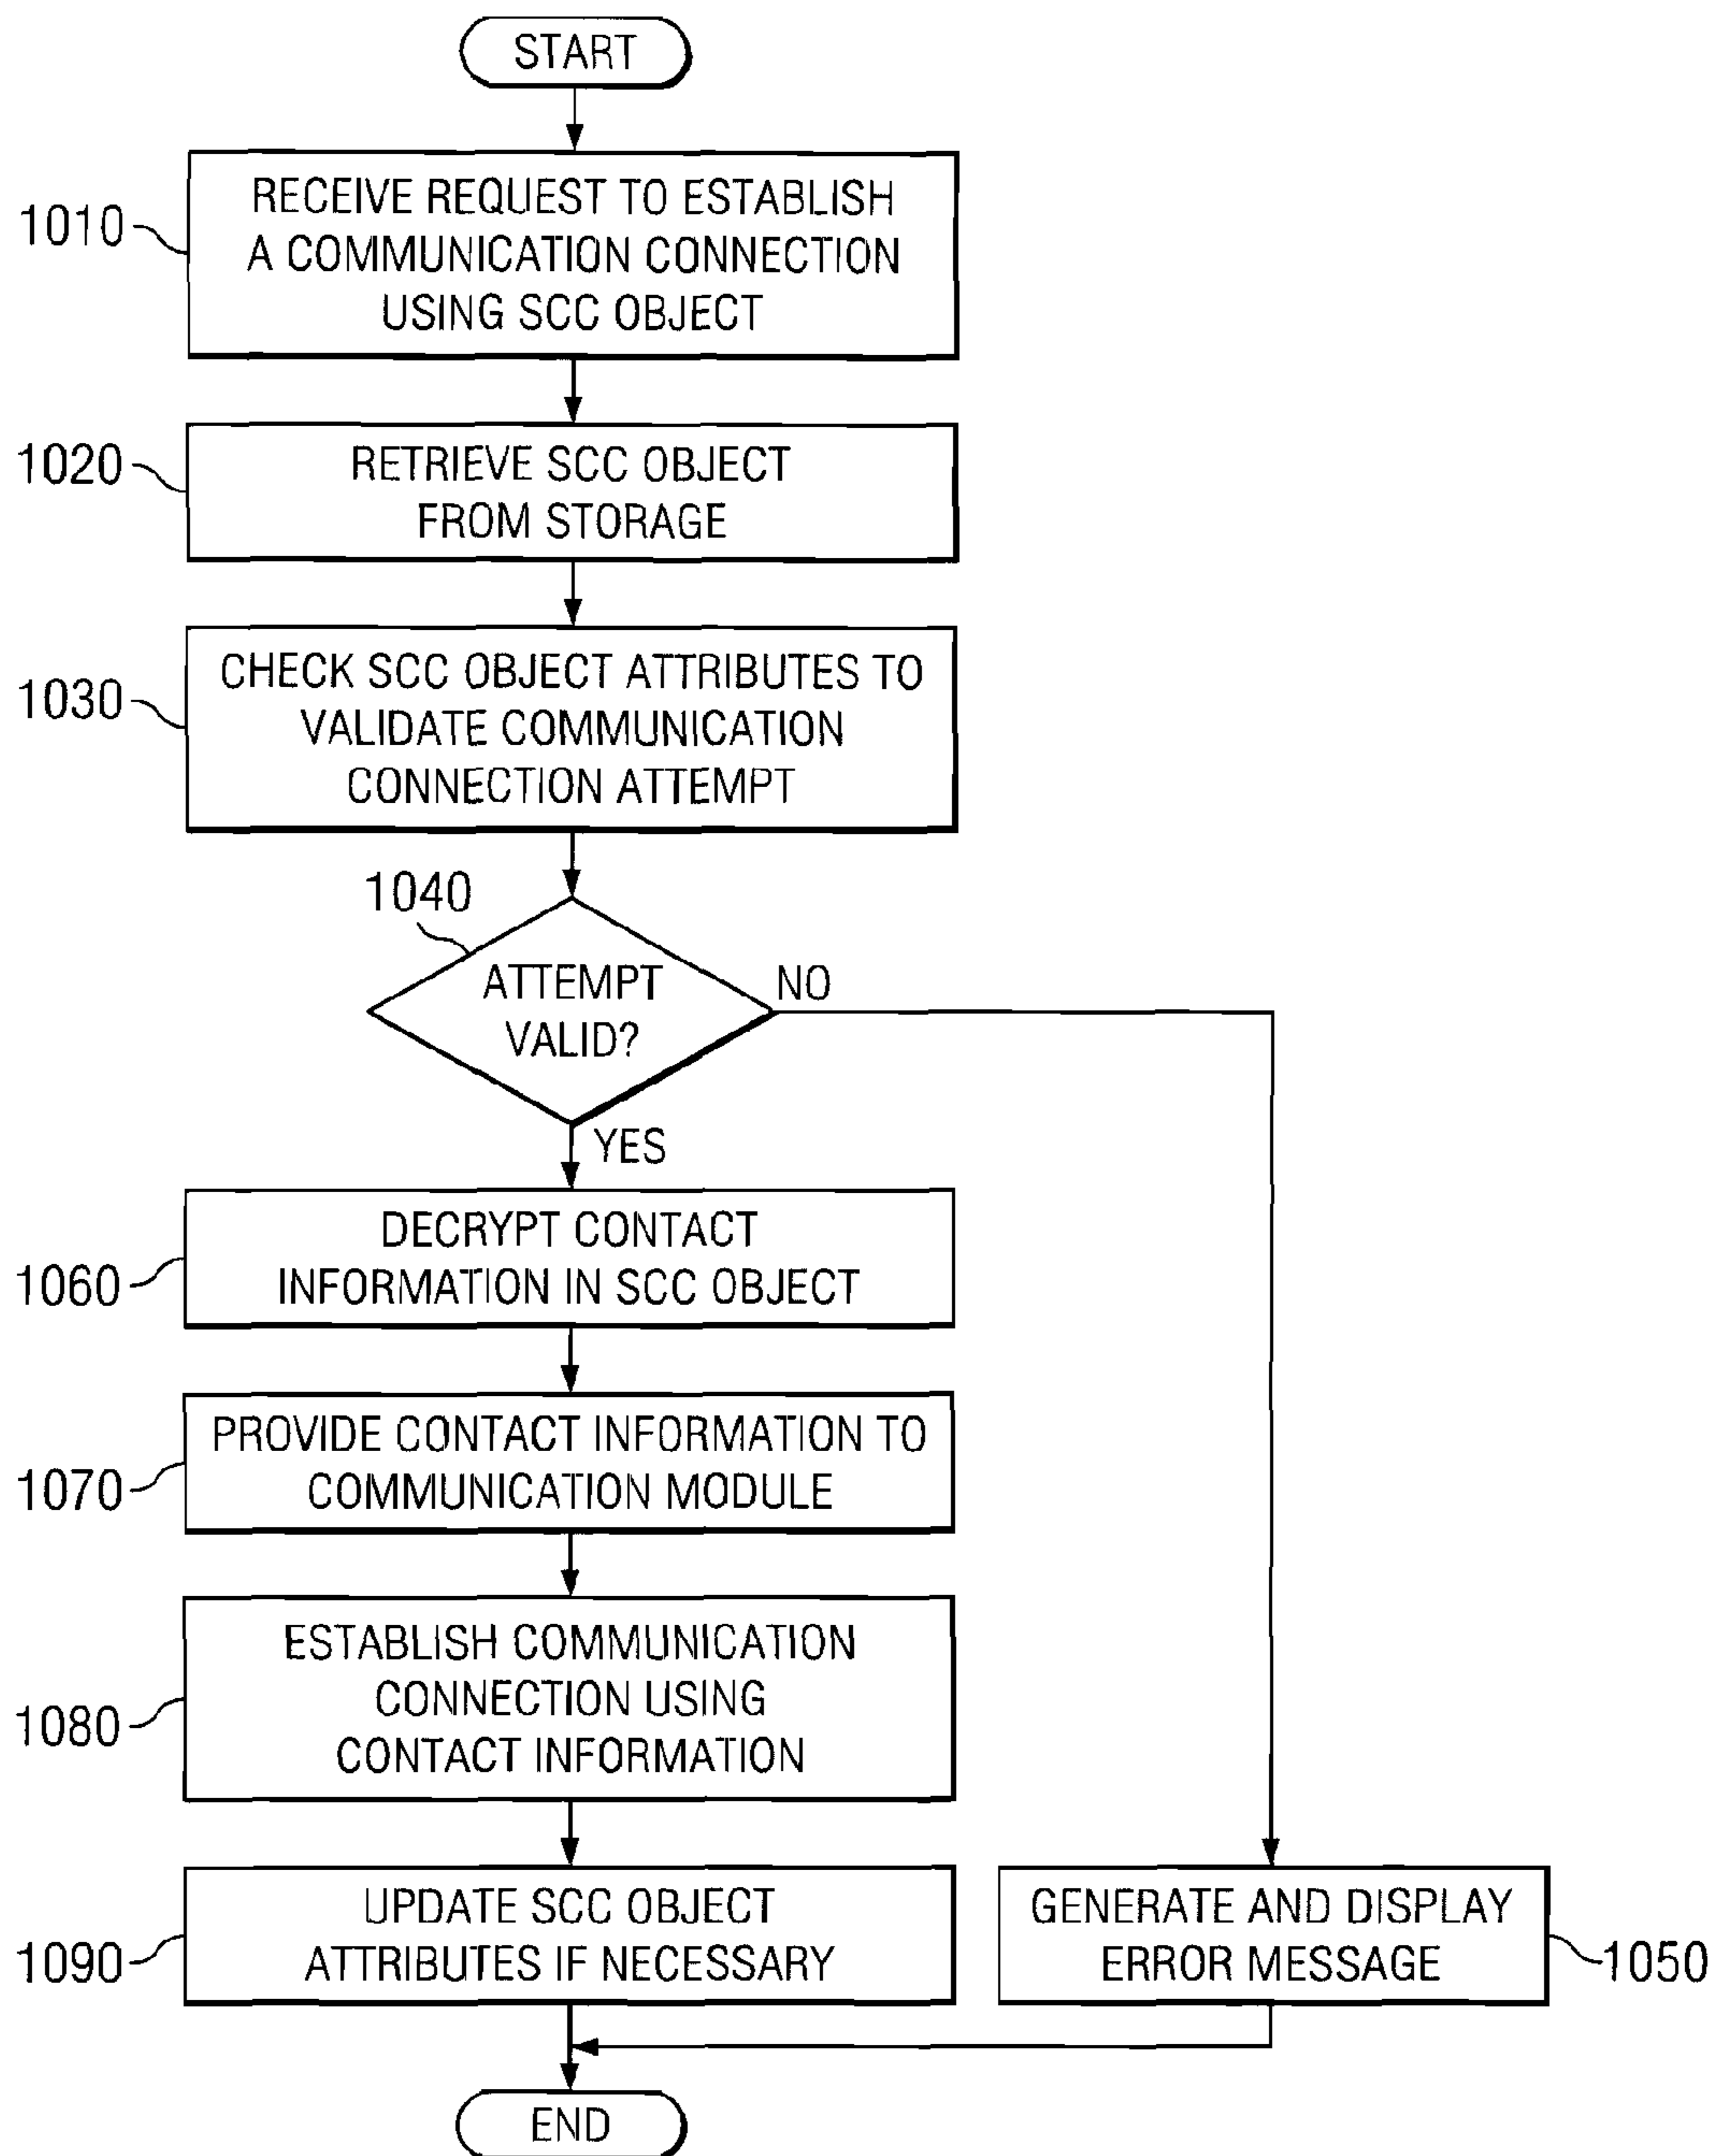 START
1010
RECEIVE REQUEST TO ESTABLISH
A COMMUNICATION CONNECTION
USING SCC OBJECT
1020
RETRIEVE SCC OBJECT
FROM STORAGE
1030
CHECK SCC OBJECT ATTRIBUTES TO
VALIDATE COMMUNICATION
CONNECTION ATTEMPT
1040
ATTEMPT
VALID?
NO
YES
1060
DECRYPT CONTACT
INFORMATION IN SCC OBJECT
1070
PROVIDE CONTACT INFORMATION TO
COMMUNICATION MODULE
1080
ESTABLISH COMMUNICATION
CONNECTION USING
CONTACT INFORMATION
1090
UPDATE SCC OBJECT
ATTRIBUTES IF NECESSARY
GENERATE AND DISPLAY
ERROR MESSAGE
1050
END